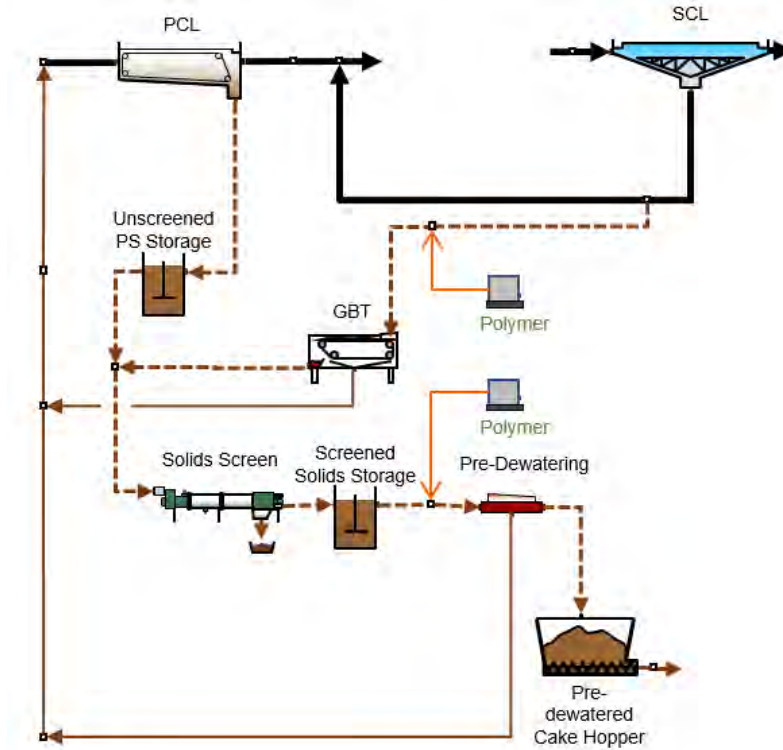 PCL
SCL
Unscreened
PS Storage
GBT
Polymer
Polymer
Solids Screen
Screened
Solids Storage
Pre-Dewatering
Pre-
dewatered
Cake Hopper